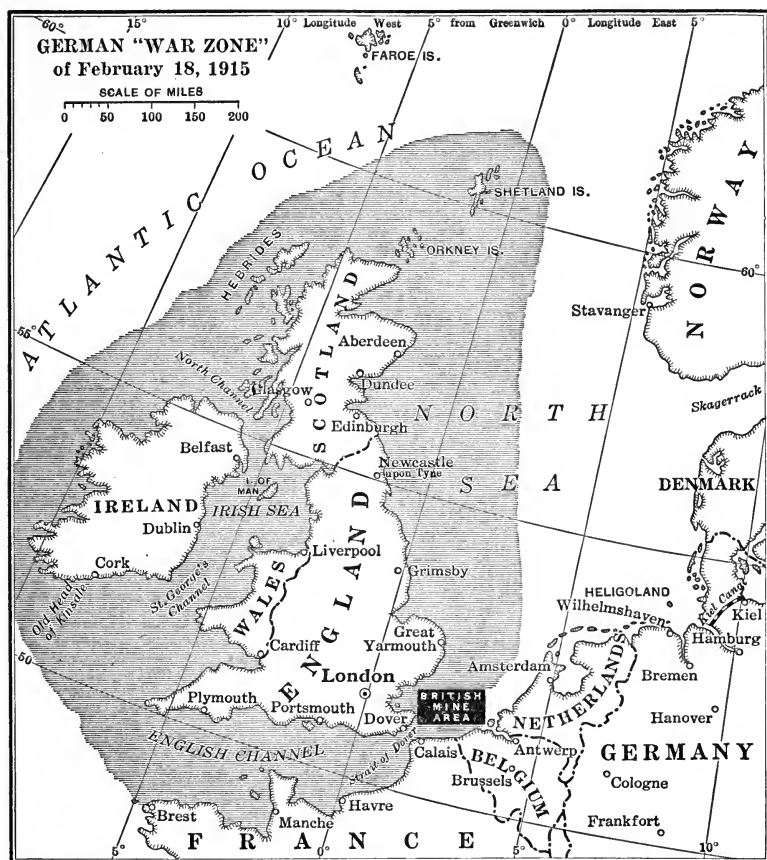 60° 15° 10° Longitude West 5° from Greenwich 0° Longitude East 5°
GERMAN "WAR ZONE"
of February 18, 1915
SCALE OF MILES
0 50 100 150 200
FAROE IS.
ATLANTIC OCEAN
SHETLAND IS.
NORWAY
ORKNEY IS.
HEBRIDES
60°
Stavanger
55°
SCOTLAND
Aberdeen
North Channel
Glasgow
Dundee
Skagerrack
NORTH
Edinburgh
Belfast
Newcastle
upon Tyne
SEA
DENMARK
I. OF
MAN
IRELAND
IRISH SEA
Dublin
Liverpool
Cork
Grimsby
Old Head
of Kinsale
St. George's
Channel
WALES
ENGLAND
HELIGOLAND
Kiel Canal
Wilhelmshaven
Kiel
Great
Yarmouth
Hamburg
50
Cardiff
Amsterdam
Bremen
London
BRITISH
MINE
AREA
NETHERLANDS
Plymouth
Portsmouth
Dover
Hanover
ENGLISH CHANNEL
Strait of Dover
Calais
Antwerp
GERMANY
BELGIUM
Brussels
Cologne
Havre
Brest
Manche
Frankfort
FRANCE
5° 0° 5° 10°